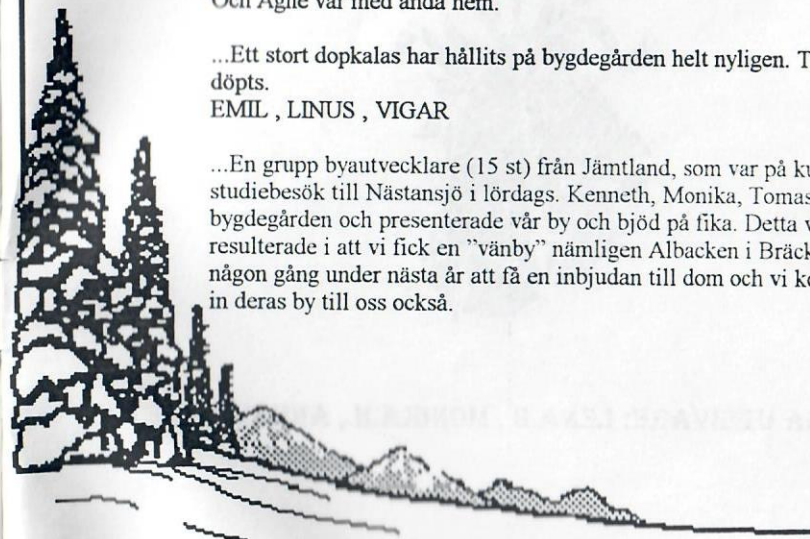 Och Agne var med ändå hem.
...Ett stort dopkalas har hållits på bygdegården helt nyligen. T
döpts.
EMIL , LINUS , VIGAR
...En grupp byautvecklare (15 st) från Jämtland, som var på ku
studiebesök till Nästansjö i lördags. Kenneth, Monika, Tomas
bygdegården och presenterade vår by och bjöd på fika. Detta v
resulterade i att vi fick en ”vänby” nämligen Albacken i Bräck
någon gång under nästa år att få en inbjudan till dom och vi ko
in deras by till oss också.